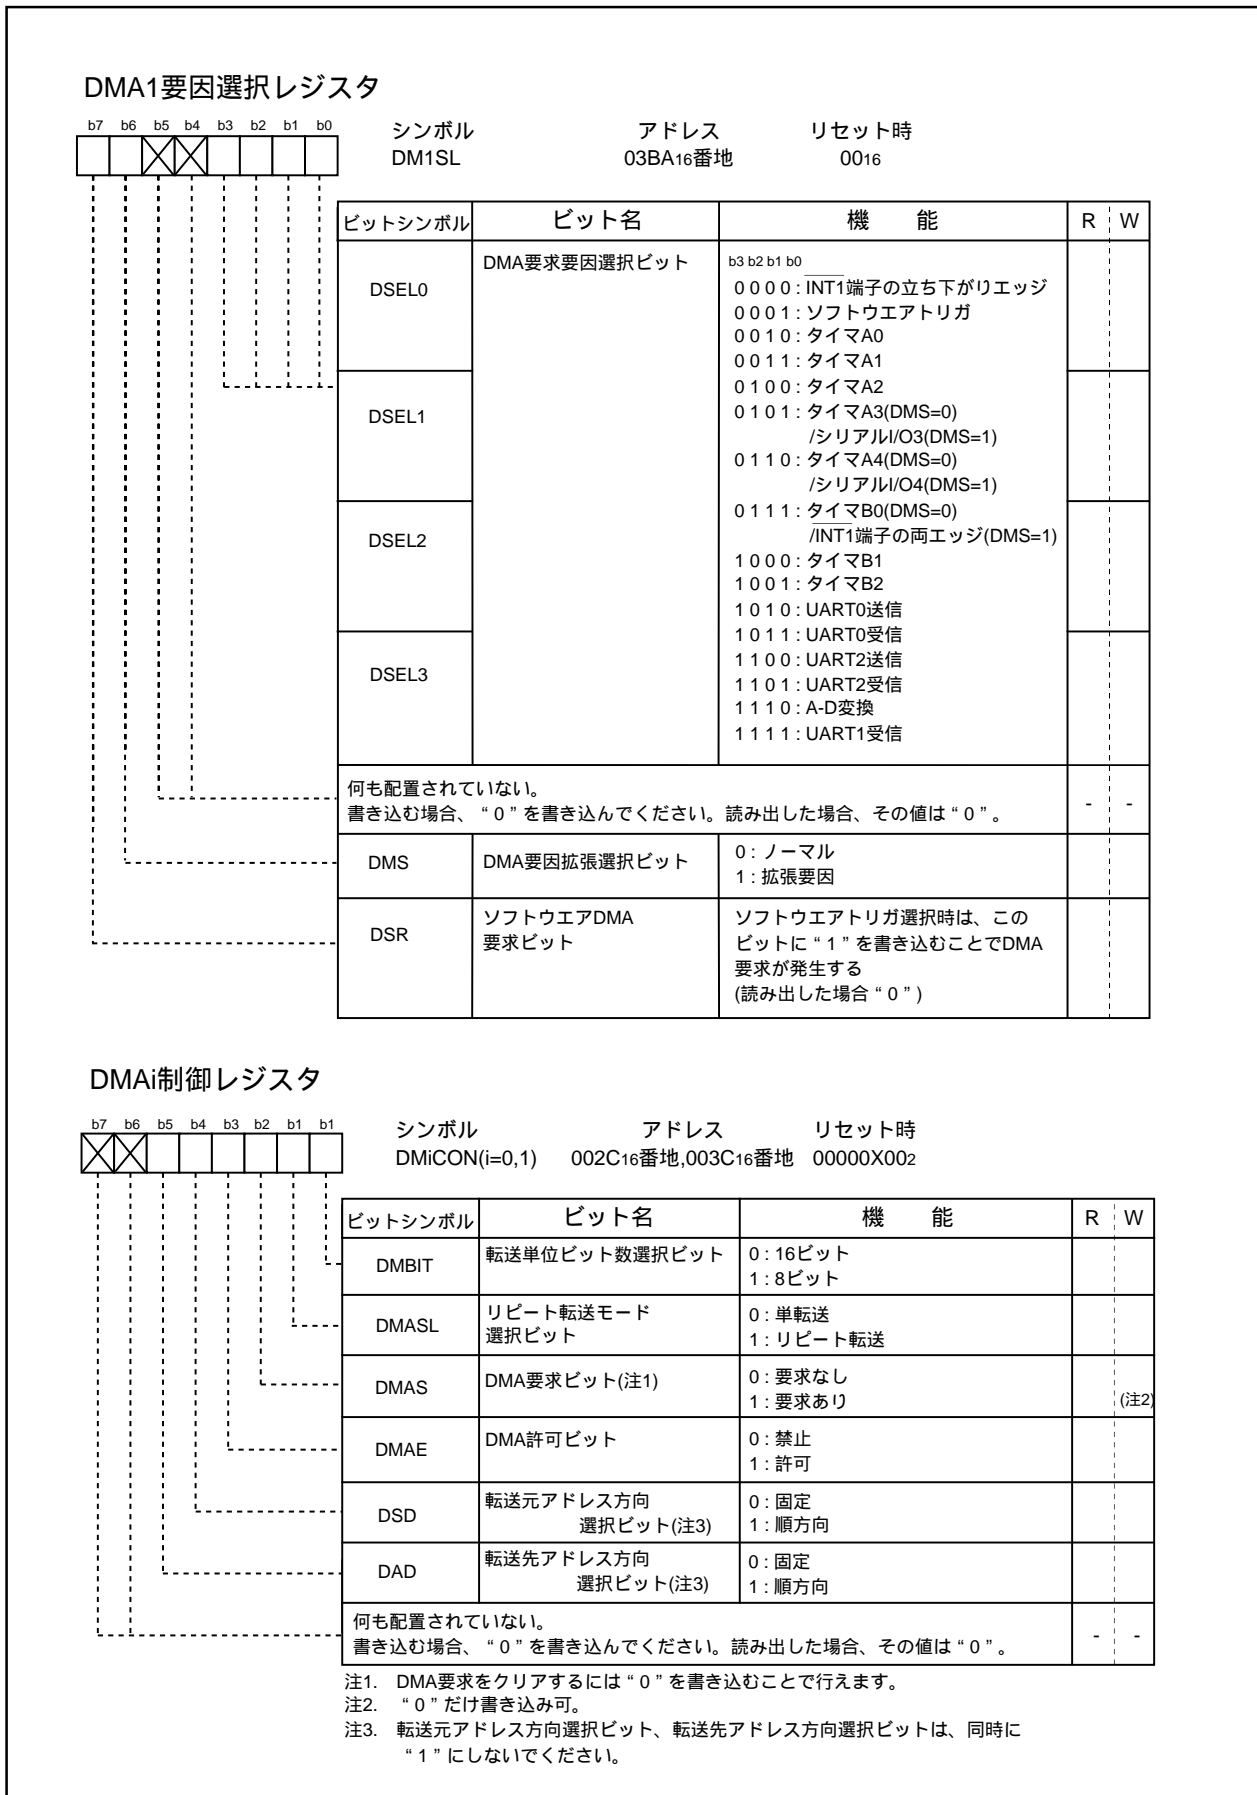 DMA1要因選択レジスタ
b7 b6 b5 b4 b3 b2 b1 b0
シンボル アドレス リセット時
DM1SL 03BA16番地 0016
ビットシンボル ビット名 機 能 R W
DSEL0 DMA要求要因選択ビット b3 b2 b1 b0
0 0 0 0 : INT1端子の立ち下がりエッジ
0 0 0 1 : ソフトウエアトリガ
0 0 1 0 : タイマA0
0 0 1 1 : タイマA1
0 1 0 0 : タイマA2
DSEL1 0 1 0 1 : タイマA3(DMS=0)
/シリアルI/O3(DMS=1)
0 1 1 0 : タイマA4(DMS=0)
/シリアルI/O4(DMS=1)
0 1 1 1 : タイマB0(DMS=0)
DSEL2 /INT1端子の両エッジ(DMS=1)
1 0 0 0 : タイマB1
1 0 0 1 : タイマB2
1 0 1 0 : UART0送信
1 0 1 1 : UART0受信
1 1 0 0 : UART2送信
DSEL3 1 1 0 1 : UART2受信
1 1 1 0 : A-D変換
1 1 1 1 : UART1受信
何も配置されていない。
書き込む場合、“ 0 ” を書き込んでください。読み出した場合、その値は “ 0 ” 。 - -
DMS DMA要因拡張選択ビット 0 : ノーマル
1 : 拡張要因
DSR ソフトウエアDMA ソフトウエアトリガ選択時は、この
要求ビット ビットに “ 1 ” を書き込むことでDMA
要求が発生する
(読み出した場合 “ 0 ” )
DMAi制御レジスタ
b7 b6 b5 b4 b3 b2 b1 b1
シンボル アドレス リセット時
DMiCON(i=0,1) 002C16番地,003C16番地 00000X002
ビットシンボル ビット名 機 能 R W
DMBIT 転送単位ビット数選択ビット 0 : 16ビット
1 : 8ビット
DMASL リピート転送モード 0 : 単転送
選択ビット 1 : リピート転送
DMAS DMA要求ビット(注1) 0 : 要求なし
1 : 要求あり (注2)
DMAE DMA許可ビット 0 : 禁止
1 : 許可
DSD 転送元アドレス方向 0 : 固定
選択ビット(注3) 1 : 順方向
DAD 転送先アドレス方向 0 : 固定
選択ビット(注3) 1 : 順方向
何も配置されていない。
書き込む場合、“ 0 ” を書き込んでください。読み出した場合、その値は “ 0 ” 。 - -
注1. DMA要求をクリアするには “ 0 ” を書き込むことで行えます。
注2. “ 0 ” だけ書き込み可。
注3. 転送元アドレス方向選択ビット、転送先アドレス方向選択ビットは、同時に
“ 1 ” にしないでください。